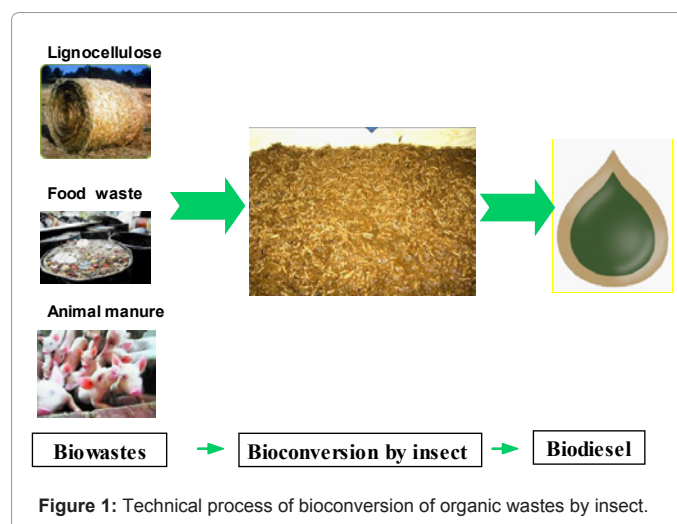 Lignocellulose
Food waste
Animal manure
Biowastes
Bioconversion by insect
Biodiesel
Figure 1: Technical process of bioconversion of organic wastes by insect.